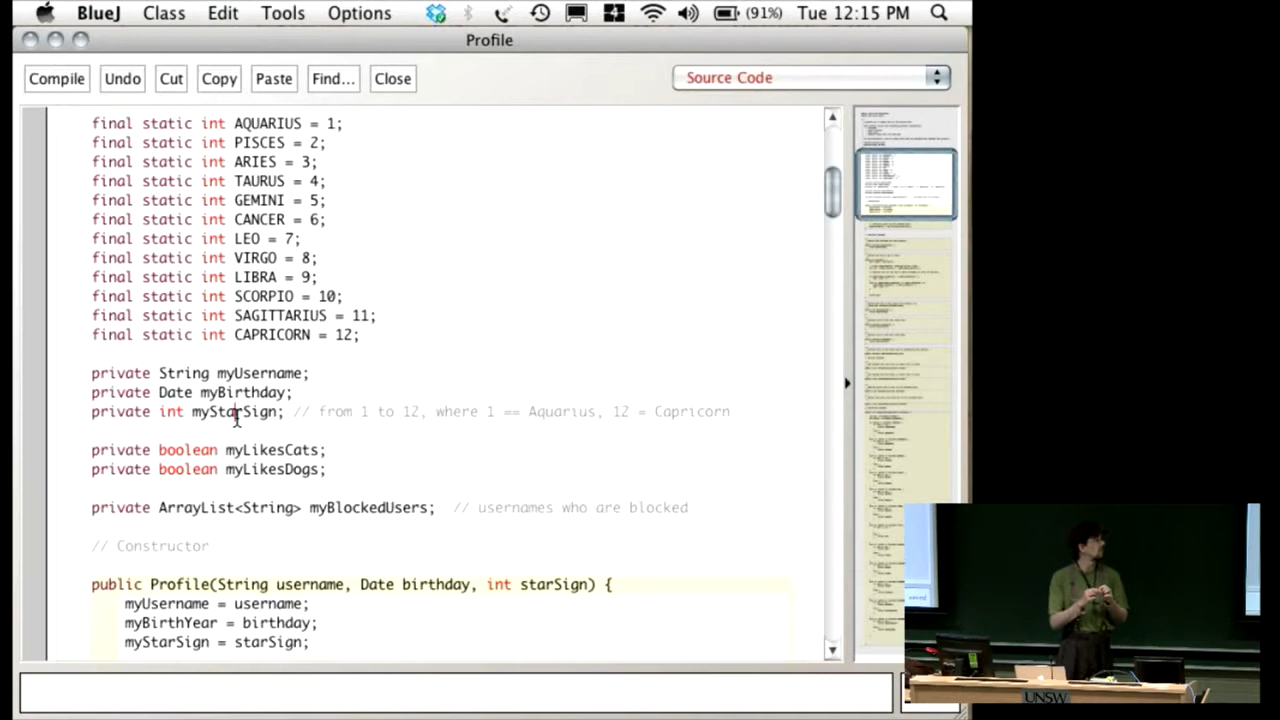 BlueJ Class Edit Tools Options (91%) Tue 12:15 PM
Profile
Compile Undo Cut Copy Paste Find... Close Source Code
final static int AQUARIUS = 1;
final static int PISCES = 2;
final static int ARIES = 3;
final static int TAURUS = 4;
final static int GEMINI = 5;
final static int CANCER = 6;
final static int LEO = 7;
final static int VIRGO = 8;
final static int LIBRA = 9;
final static int SCORPIO = 10;
final static int SAGITTARIUS = 11;
final static int CAPRICORN = 12;
private String myUsername;
private Date myBirthday;
private int myStarSign; // from 1 to 12, where 1 == Aquarius, 12 = Capricorn
private boolean myLikesCats;
private boolean myLikesDogs;
private ArrayList<String> myBlockedUsers; // usernames who are blocked
// Constructor
public Profile(String username, Date birthday, int starSign) {
myUsername = username;
= birthday;
myStarSign = starSign;
saved
UNSW